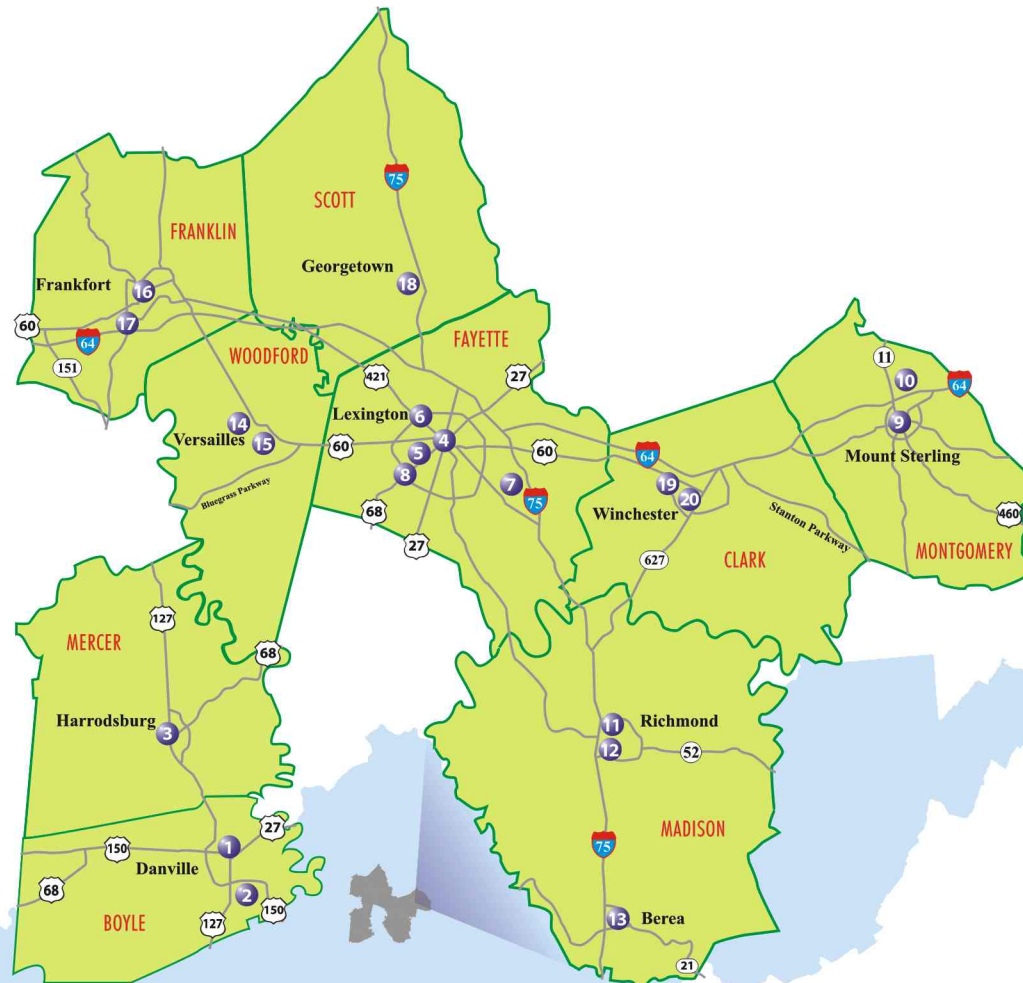 75
SCOTT
FRANKLIN
Georgetown
18
Frankfort
16
17
60
64
151
WOODFORD
FAYETTE
421
27
Lexington
6
4
5
8
60
60
7
75
68
27
14
Versailles
15
Bluegrass Parkway
11
10
64
9
Mount Sterling
460
MONTGOMERY
64
19
20
Winchester
Stanton Parkway
627
CLARK
127
MERCER
68
Harrodsburg
3
11
Richmond
12
52
MADISON
75
27
150
1
Danville
68
2
150
BOYLE
127
13
Berea
21